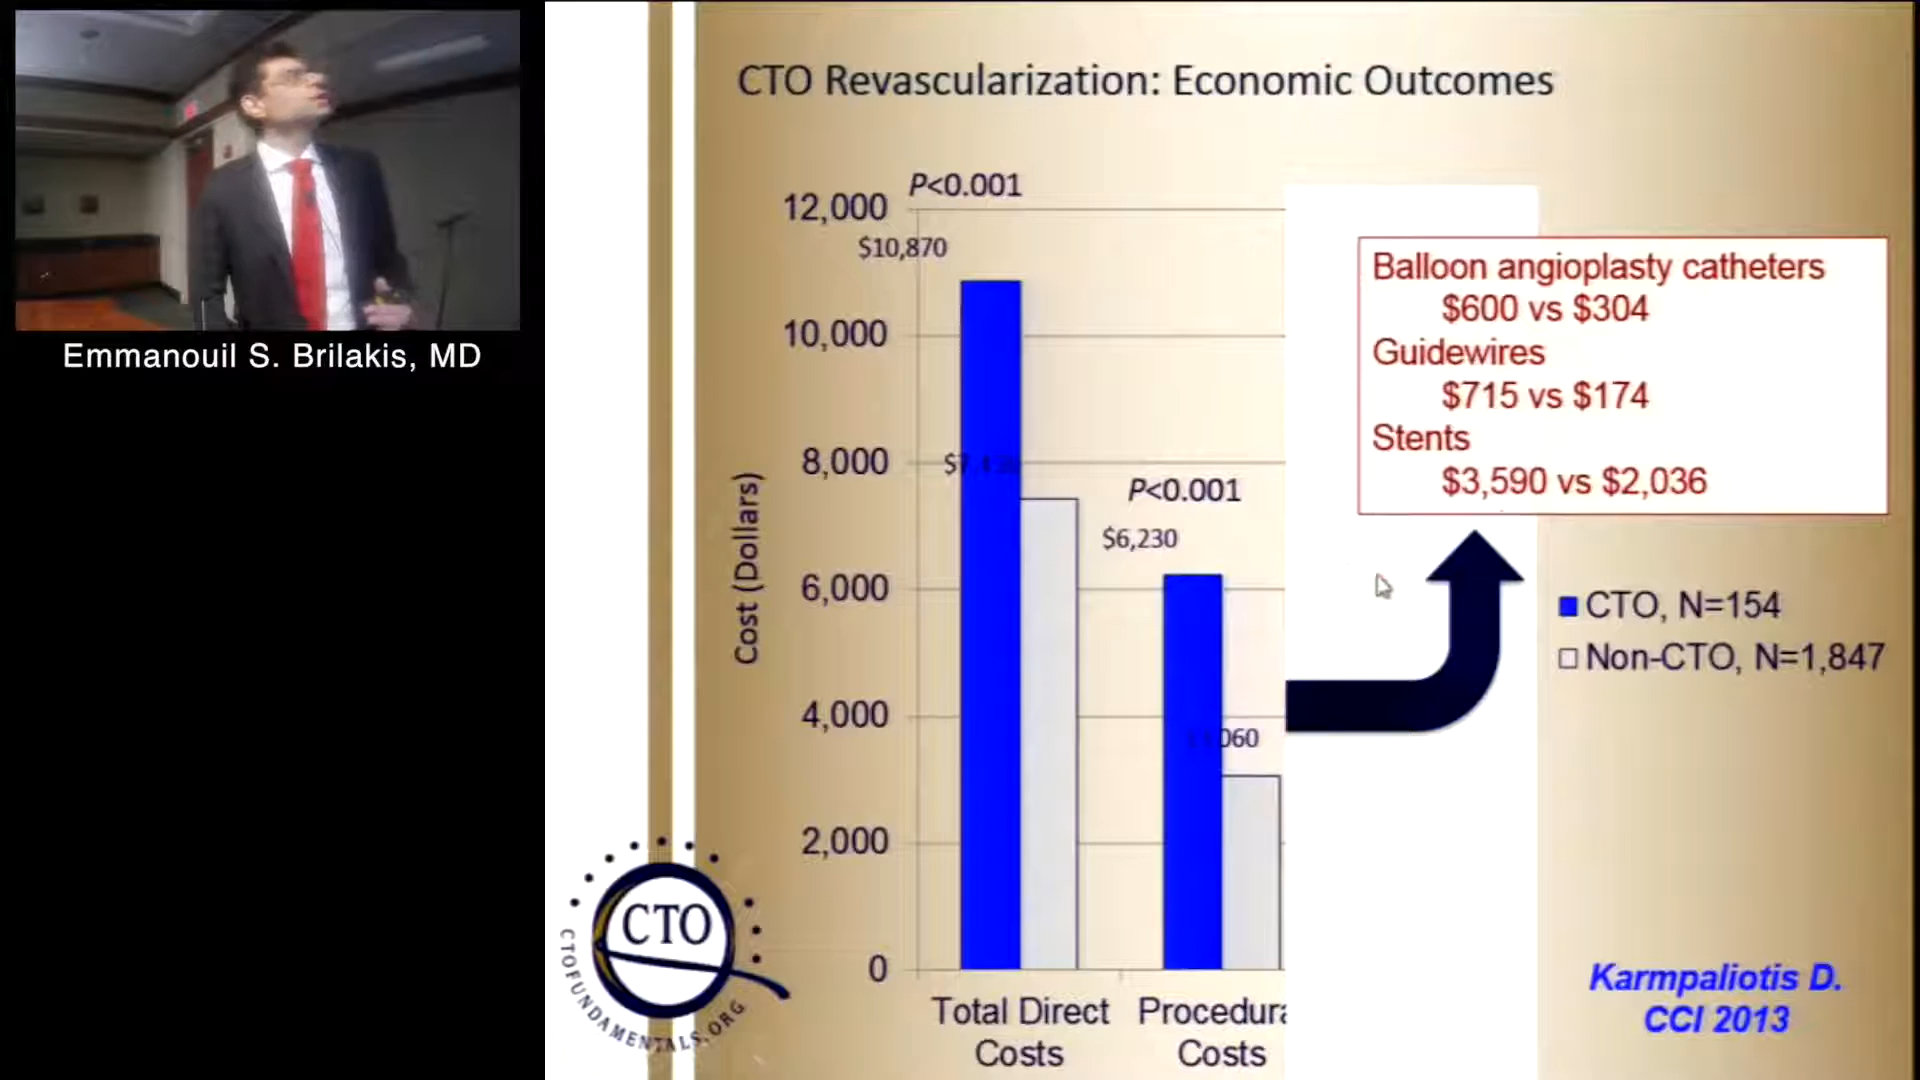 Emmanouil S. Brilakis, MD
CTO Revascularization: Economic Outcomes
P<0.001
12,000
$10,870
10,000
8,000
6,000
4,000
2,000
0
Cost (Dollars)
P<0.001
$6,230
Total Direct
Costs
Procedura
Costs
Balloon angioplasty catheters
$600 vs $304
Guidewires
$715 vs $174
Stents
$3,590 vs $2,036
CTO, N=154
Non-CTO, N=1,847
Karmpaliotis D.
CCI 2013
CTO
CTOFUNDAMENTALS.ORG